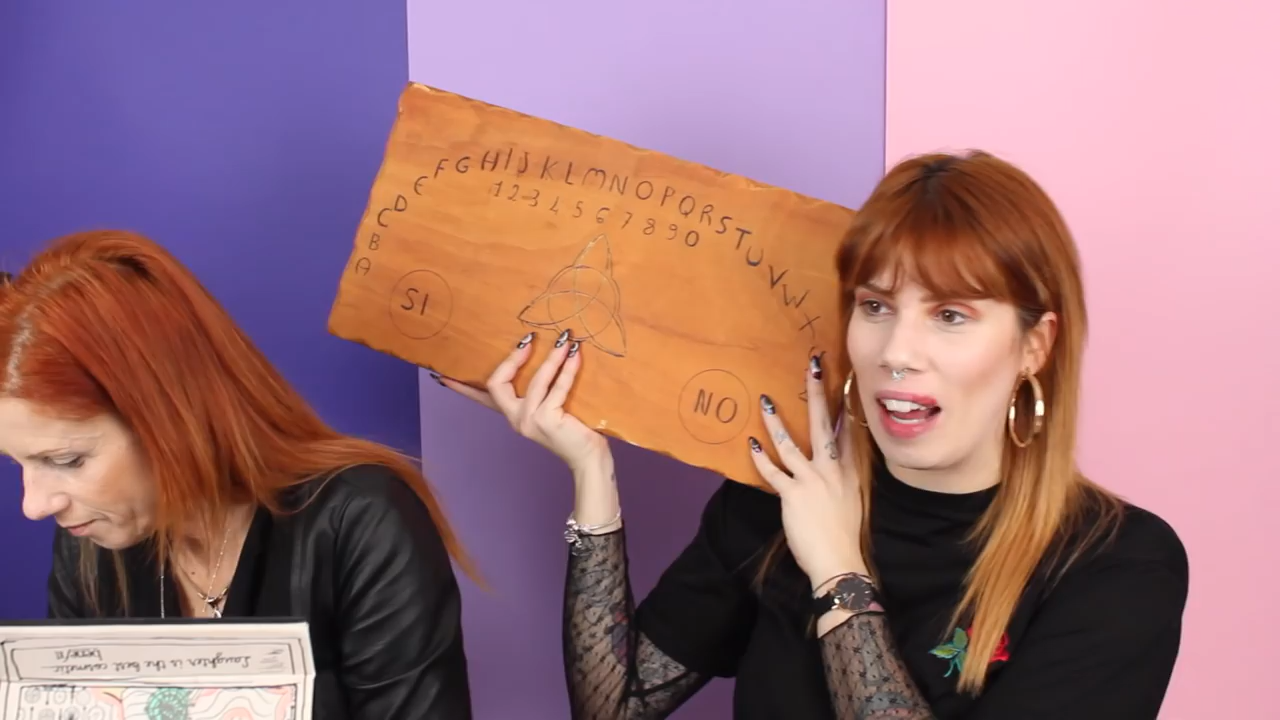 A B C D E F G H I J K L M N O P Q R S T U V W X
1 2 3 4 5 6 7 8 9 0
SI
NO
Laughter is the best cosmetic